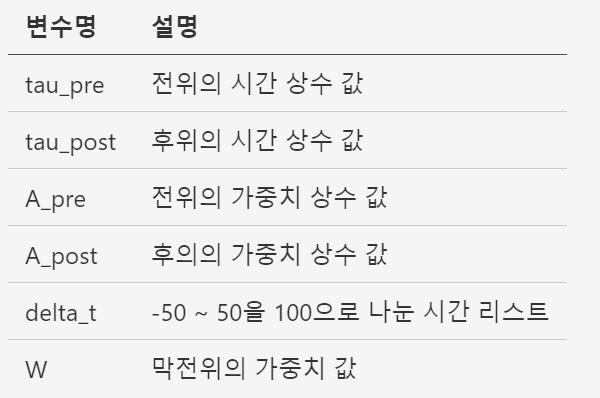 변수명 설명
tau_pre 전위의 시간 상수 값
tau_post 후위의 시간 상수 값
A_pre 전위의 가중치 상수 값
A_post 후의의 가중치 상수 값
delta_t -50 ~ 50을 100으로 나눈 시간 리스트
W 막전위의 가중치 값